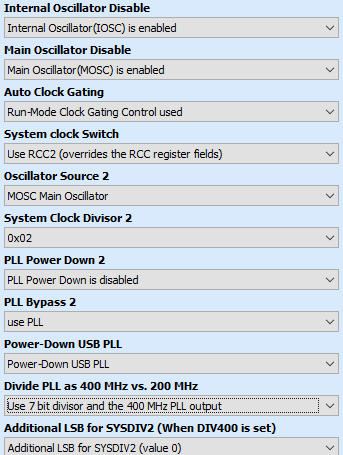 Internal Oscillator Disable
Internal Oscillator(IOSC) is enabled
Main Oscillator Disable
Main Oscillator(MOSC) is enabled
Auto Clock Gating
Run-Mode Clock Gating Control used
System clock Switch
Use RCC2 (overrides the RCC register fields)
Oscillator Source 2
MOSC Main Oscillator
System Clock Divisor 2
0x02
PLL Power Down 2
PLL Power Down is disabled
PLL Bypass 2
use PLL
Power-Down USB PLL
Power-Down USB PLL
Divide PLL as 400 MHz vs. 200 MHz
Use 7 bit divisor and the 400 MHz PLL output
Additional LSB for SYSDIV2 (When DIV400 is set)
Additional LSB for SYSDIV2 (value 0)